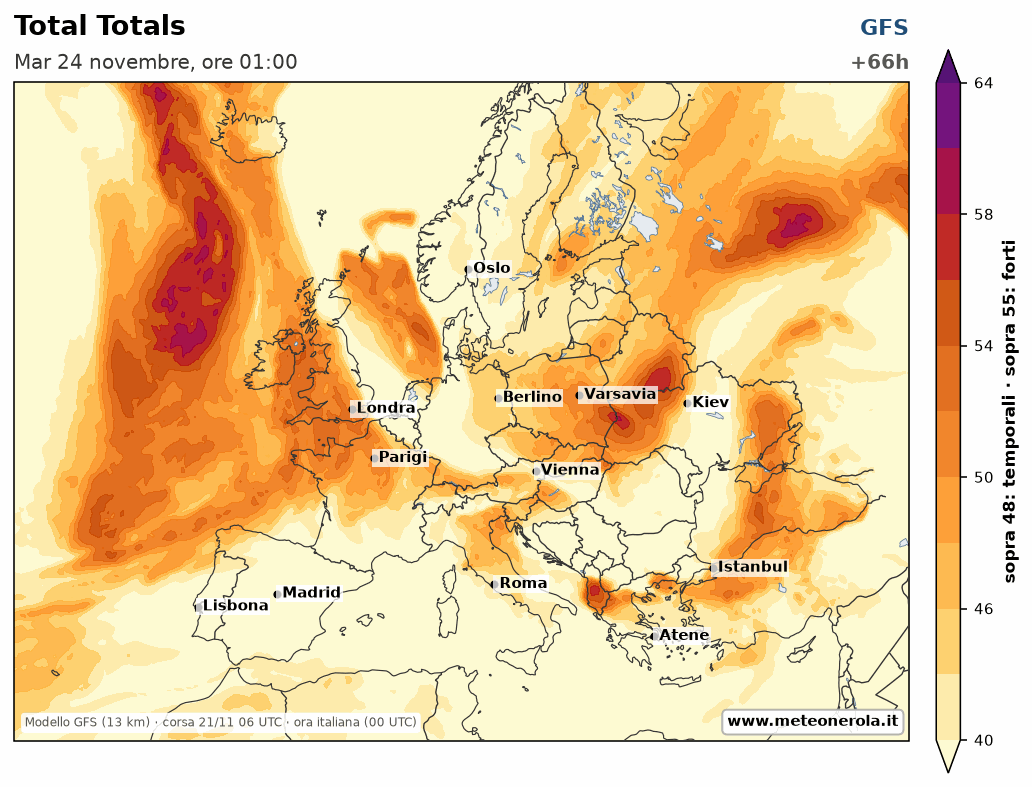 Total Totals
GFS
Mar 24 novembre, ore 01:00
+66h
64
58
54
50
46
40
sopra 48: temporali · sopra 55: forti
Oslo
Londra
Berlino
Varsavia
Kiev
Parigi
Vienna
Istanbul
Roma
Madrid
Lisbona
Atene
Modello GFS (13 km) · corsa 21/11 06 UTC · ora italiana (00 UTC)
www.meteonerola.it